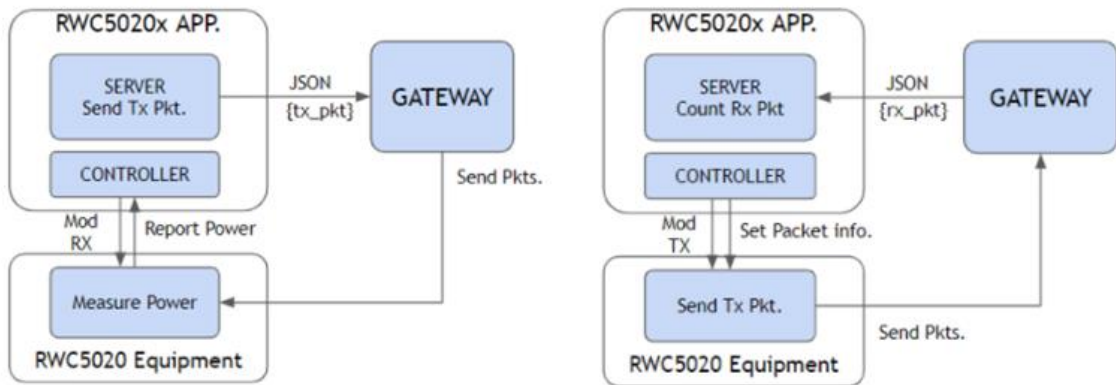 RWC5020x APP.
SERVER
Send Tx Pkt.
JSON
{tx_pkt}
GATEWAY
CONTROLLER
Send Pkts.
Mod
RX
Report Power
Measure Power
RWC5020 Equipment
RWC5020x APP.
SERVER
Count Rx Pkt
JSON
{rx_pkt}
GATEWAY
CONTROLLER
Mod
TX
Set Packet info.
Send Tx Pkt.
Send Pkts.
RWC5020 Equipment